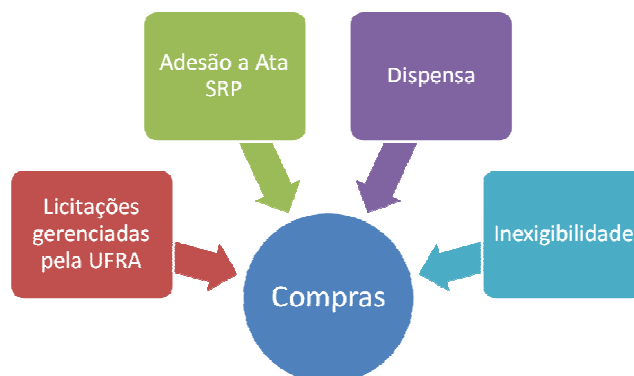 Adesão a Ata
SRP
Dispensa
Licitações
gerenciadas
pela UFRA
Inexigibilidade
Compras